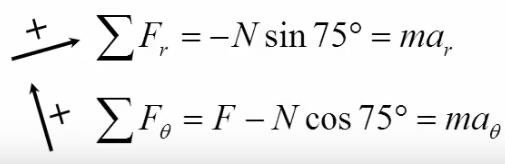 + ∑F_r = −N sin 75° = ma_r
+ ∑F_θ = F − N cos 75° = ma_θ